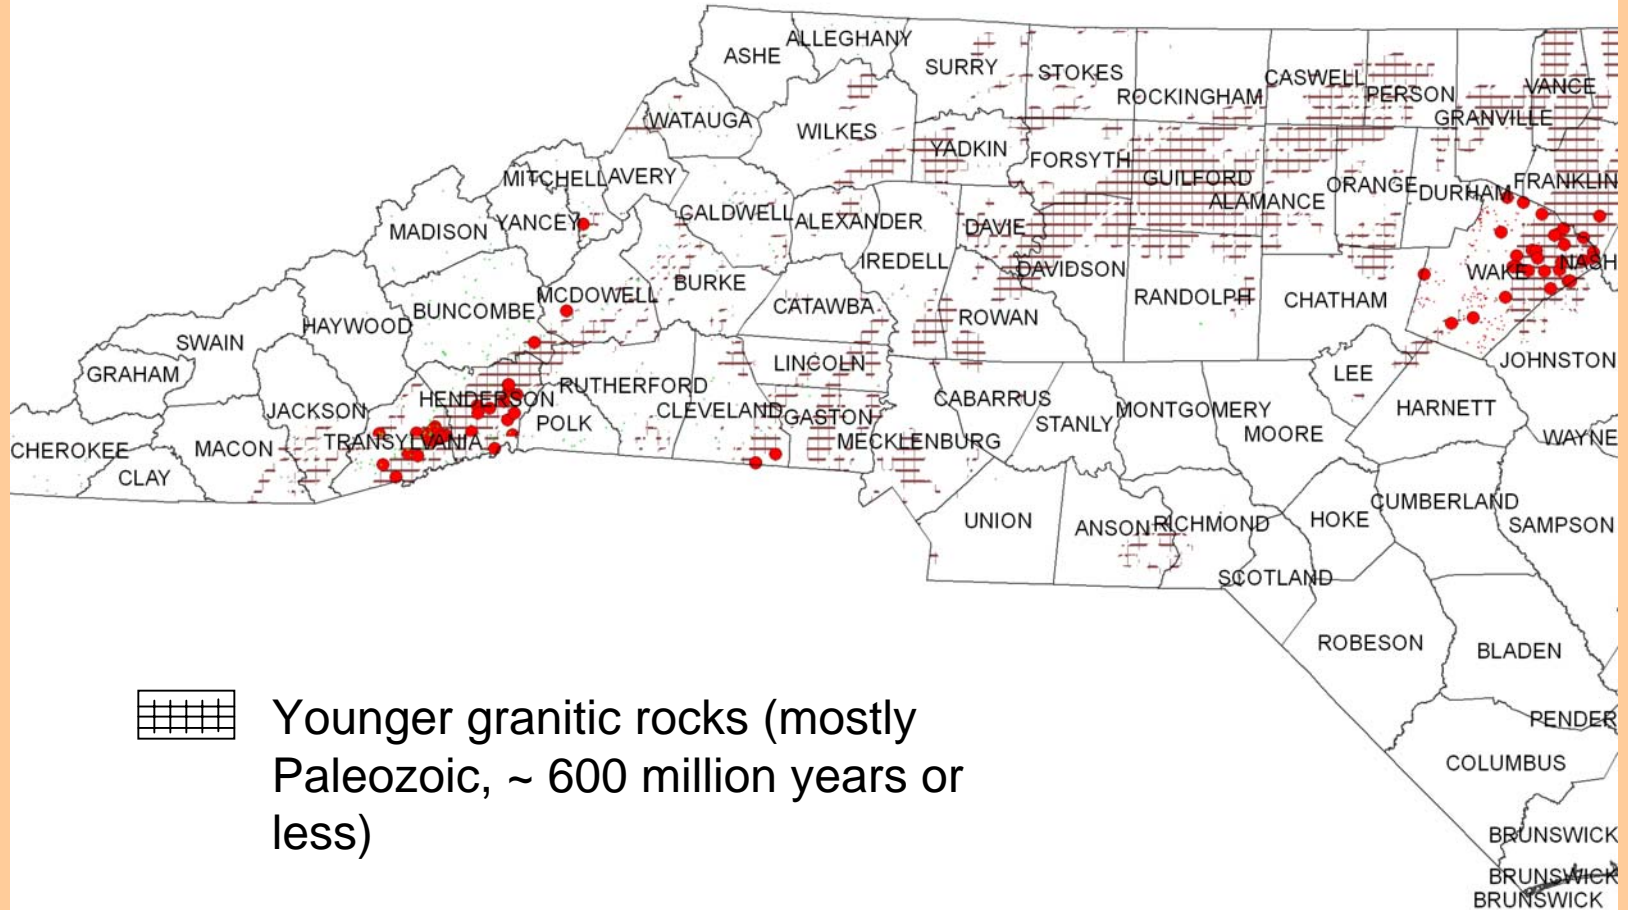 ALLEGHANY
ASHE
SURRY
STOKES
CASWELL
VANCE
PERSON
ROCKINGHAM
GRANVILLE
WATAUGA
WILKES
YADKIN
FORSYTH
MITCHELL
AVERY
GUILFORD
ORANGE
DURHAM
FRANKLIN
ALAMANCE
CALDWELL
ALEXANDER
YANCEY
MADISON
DAVIE
IREDELL
DAVIDSON
WAKE
NASH
BURKE
MCDOWELL
RANDOLPH
CHATHAM
CATAWBA
BUNCOMBE
ROWAN
HAYWOOD
SWAIN
JOHNSTON
LINCOLN
GRAHAM
LEE
RUTHERFORD
HENDERSON
CABARRUS
HARNETT
JACKSON
CLEVELAND
GASTON
MONTGOMERY
POLK
STANLY
MOORE
WAYNE
TRANSYLVANIA
MECKLENBURG
CHEROKEE
MACON
CLAY
CUMBERLAND
UNION
ANSON
RICHMOND
HOKE
SAMPSON
SCOTLAND
ROBESON
BLADEN
PENDER
COLUMBUS
BRUNSWICK
BRUNSWICK
BRUNSWICK
Younger granitic rocks (mostly
Paleozoic, ~ 600 million years or
less)